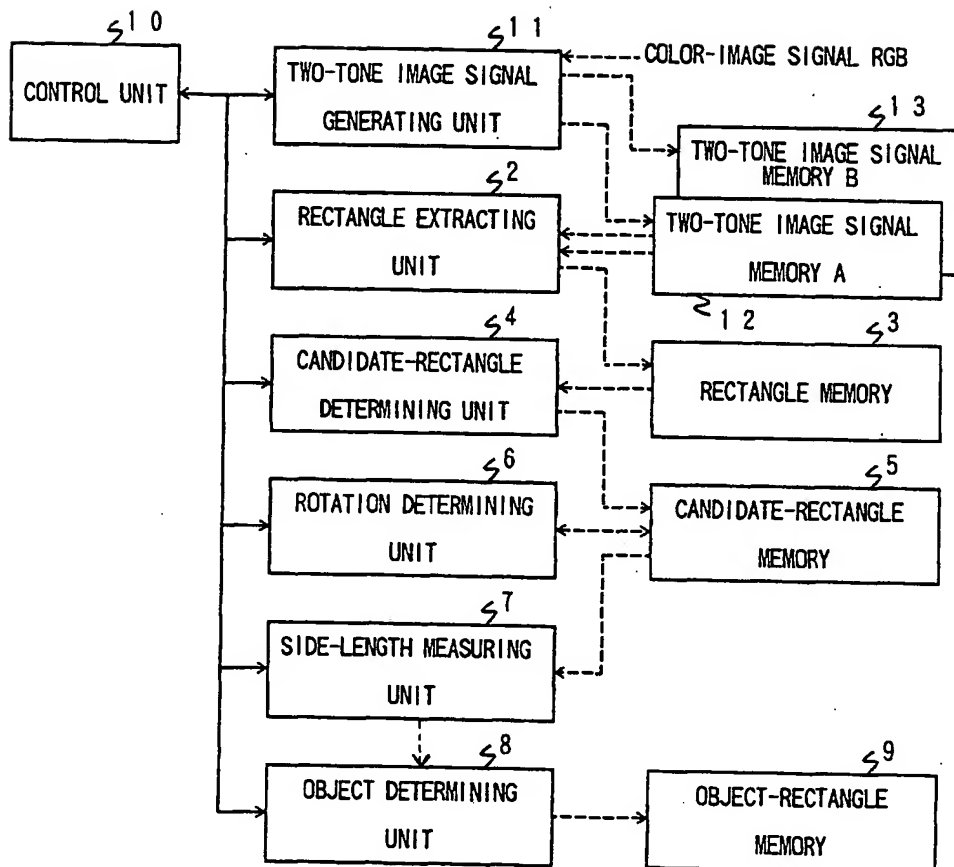 10
CONTROL UNIT
11
TWO-TONE IMAGE SIGNAL
GENERATING UNIT
COLOR-IMAGE SIGNAL RGB
13
TWO-TONE IMAGE SIGNAL
MEMORY B
2
RECTANGLE EXTRACTING
UNIT
TWO-TONE IMAGE SIGNAL
MEMORY A
12
4
CANDIDATE-RECTANGLE
DETERMINING UNIT
3
RECTANGLE MEMORY
6
ROTATION DETERMINING
UNIT
5
CANDIDATE-RECTANGLE
MEMORY
7
SIDE-LENGTH MEASURING
UNIT
8
OBJECT DETERMINING
UNIT
9
OBJECT-RECTANGLE
MEMORY